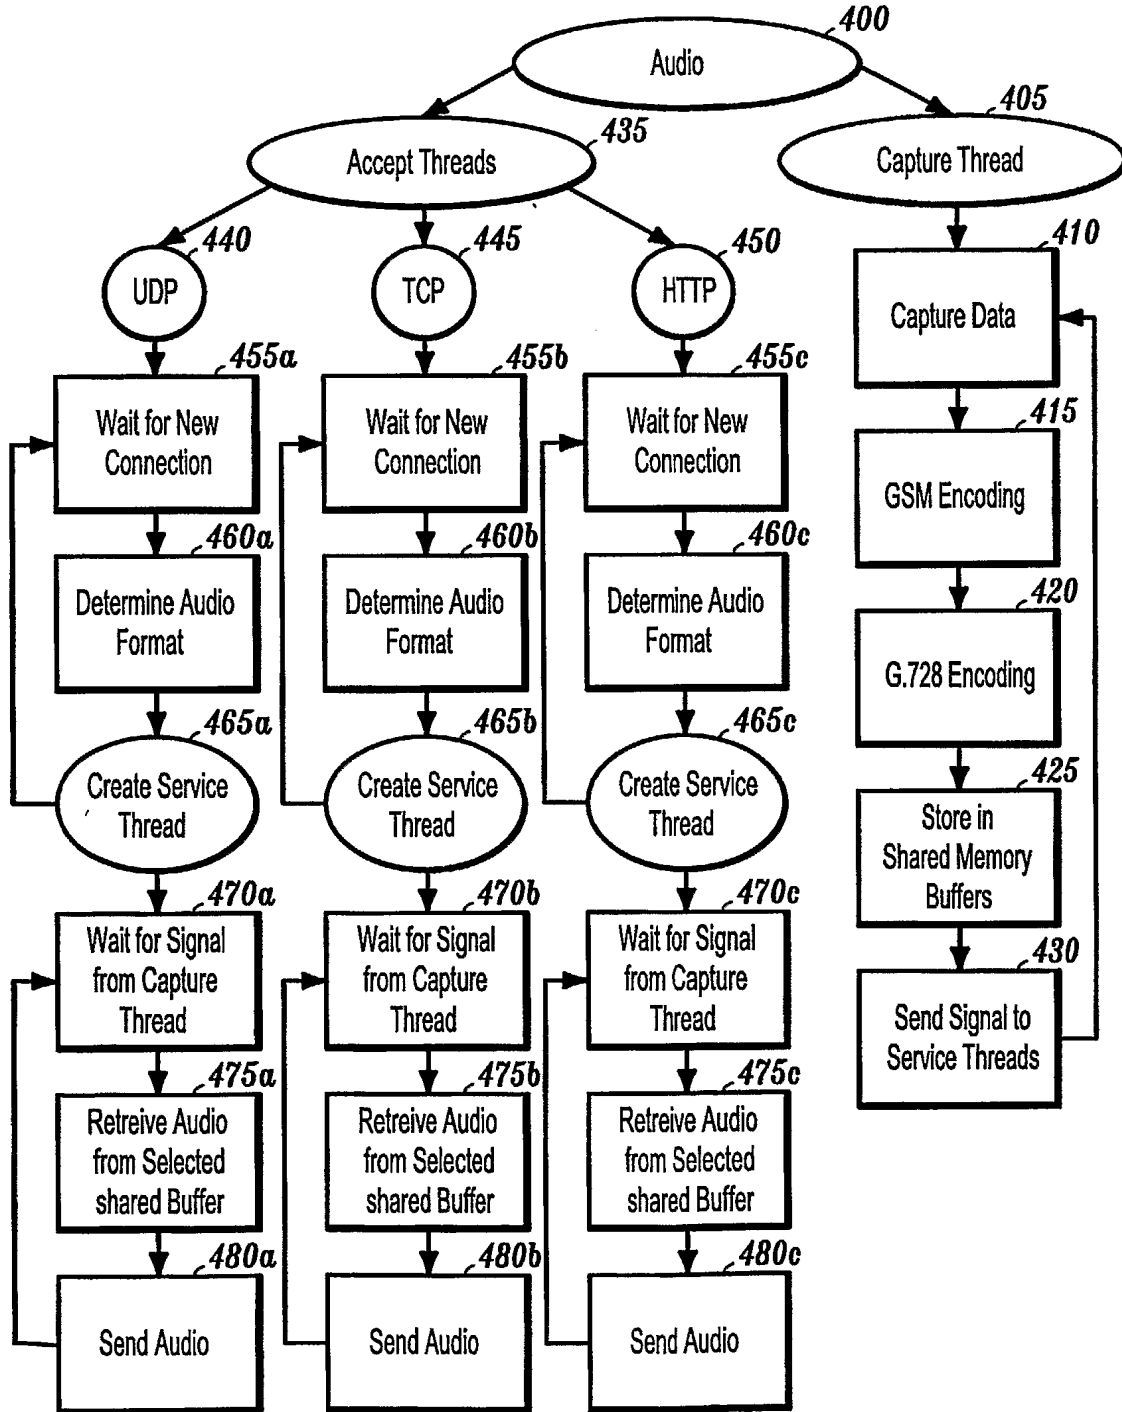 400
Audio
435
Accept Threads
405
Capture Thread
440
UDP
445
TCP
450
HTTP
410
Capture Data
455a
Wait for New
Connection
455b
Wait for New
Connection
455c
Wait for New
Connection
415
GSM Encoding
460a
Determine Audio
Format
460b
Determine Audio
Format
460c
Determine Audio
Format
420
G.728 Encoding
465a
Create Service
Thread
465b
Create Service
Thread
465c
Create Service
Thread
425
Store in
Shared Memory
Buffers
470a
Wait for Signal
from Capture
Thread
470b
Wait for Signal
from Capture
Thread
470c
Wait for Signal
from Capture
Thread
430
Send Signal to
Service Threads
475a
Retreive Audio
from Selected
shared Buffer
475b
Retreive Audio
from Selected
shared Buffer
475c
Retreive Audio
from Selected
shared Buffer
480a
Send Audio
480b
Send Audio
480c
Send Audio